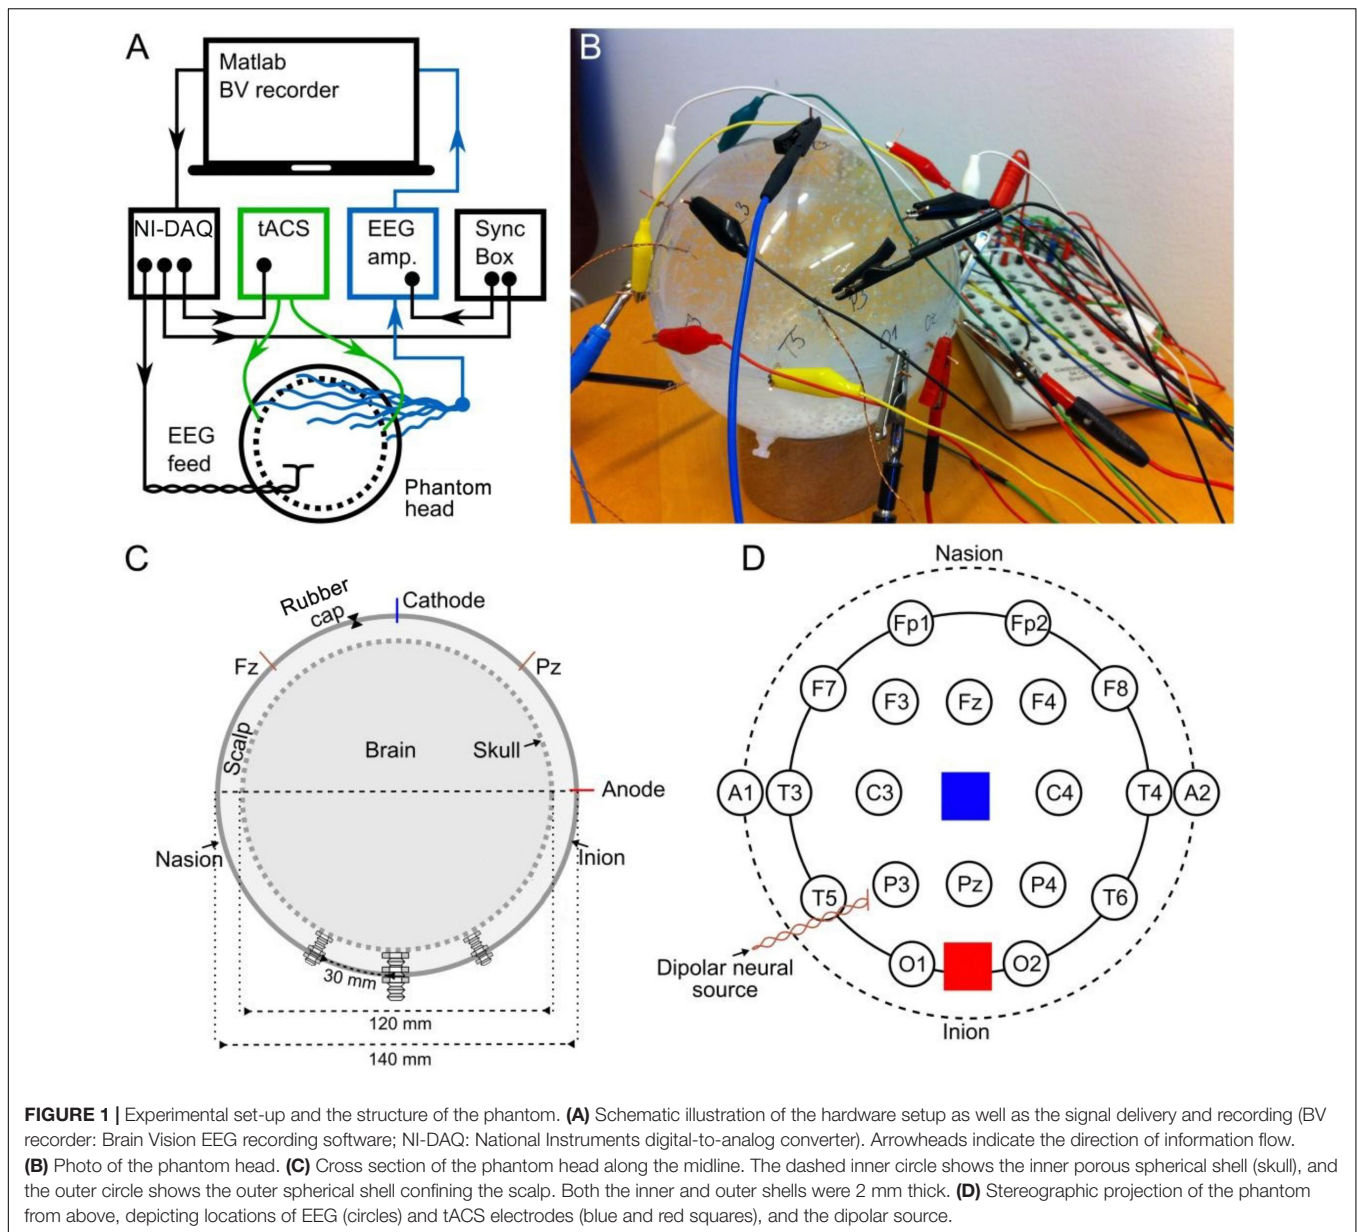 A
Matlab
BV recorder
NI-DAQ
tACS
EEG
amp.
Sync
Box
EEG
feed
Phantom
head
B
T5
O1
C
Rubber
cap
Cathode
Fz
Pz
Scalp
Brain
Skull
Anode
Nasion
Inion
30 mm
120 mm
140 mm
D
Nasion
Fp1 Fp2
F7 F3 Fz F4 F8
A1 T3 C3 C4 T4 A2
T5 P3 Pz P4 T6
O1 O2
Dipolar neural
source
Inion
FIGURE 1 | Experimental set-up and the structure of the phantom. (A) Schematic illustration of the hardware setup as well as the signal delivery and recording (BV
recorder: Brain Vision EEG recording software; NI-DAQ: National Instruments digital-to-analog converter). Arrowheads indicate the direction of information flow.
(B) Photo of the phantom head. (C) Cross section of the phantom head along the midline. The dashed inner circle shows the inner porous spherical shell (skull), and
the outer circle shows the outer spherical shell confining the scalp. Both the inner and outer shells were 2 mm thick. (D) Stereographic projection of the phantom
from above, depicting locations of EEG (circles) and tACS electrodes (blue and red squares), and the dipolar source.